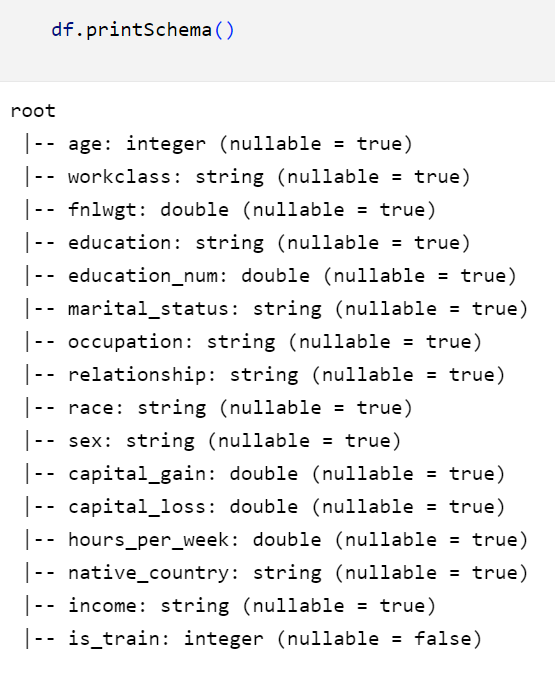 df.printSchema()
root
 |-- age: integer (nullable = true)
 |-- workclass: string (nullable = true)
 |-- fnlwgt: double (nullable = true)
 |-- education: string (nullable = true)
 |-- education_num: double (nullable = true)
 |-- marital_status: string (nullable = true)
 |-- occupation: string (nullable = true)
 |-- relationship: string (nullable = true)
 |-- race: string (nullable = true)
 |-- sex: string (nullable = true)
 |-- capital_gain: double (nullable = true)
 |-- capital_loss: double (nullable = true)
 |-- hours_per_week: double (nullable = true)
 |-- native_country: string (nullable = true)
 |-- income: string (nullable = true)
 |-- is_train: integer (nullable = false)